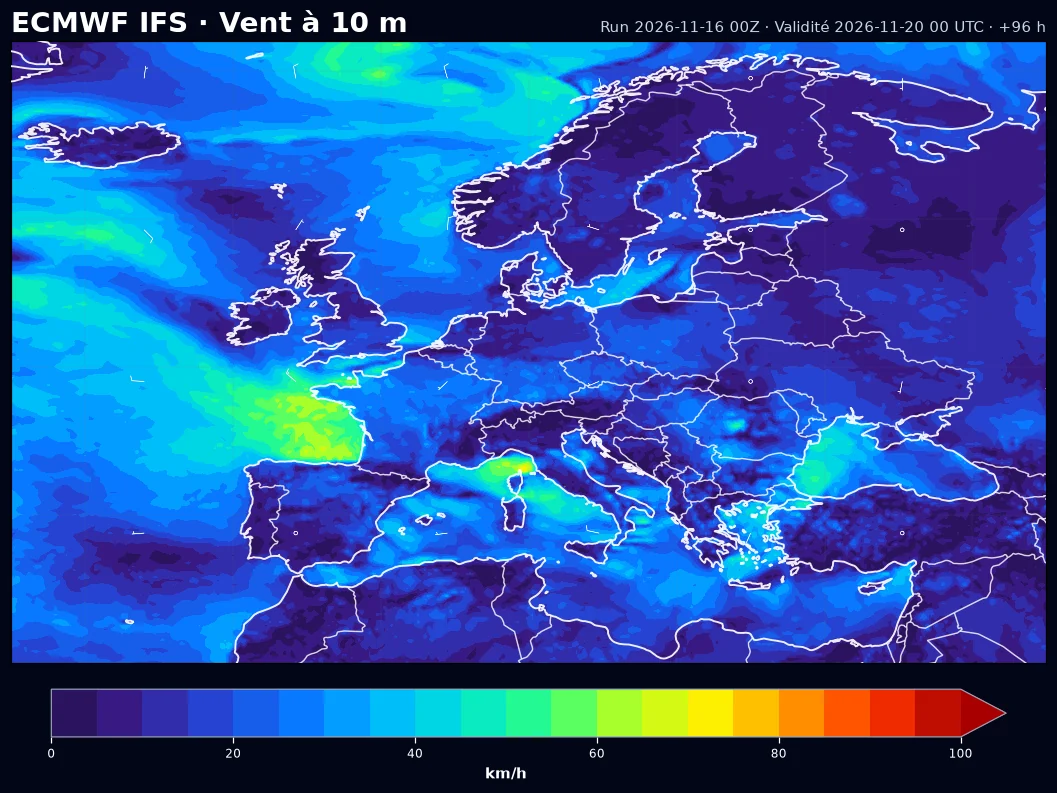 ECMWF IFS · Vent à 10 m
Run 2026-11-16 00Z · Validité 2026-11-20 00 UTC · +96 h
0 20 40 60 80 100
km/h